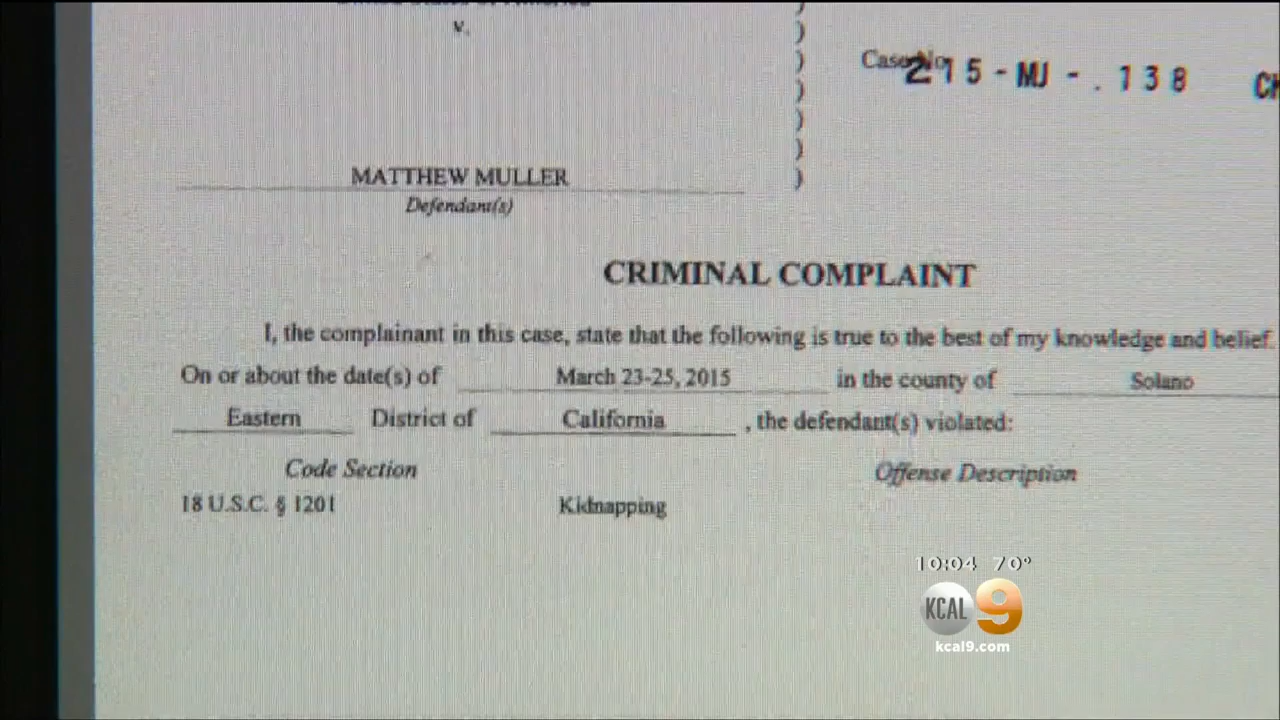 v.
Case No.
215-MJ-.138
MATTHEW MULLER
Defendant(s)
CRIMINAL COMPLAINT
I, the complainant in this case, state that the following is true to the best of my knowledge and belief.
On or about the date(s) of March 23-25, 2015 in the county of Solano
Eastern District of California , the defendant(s) violated:
Code Section Offense Description
18 U.S.C. § 1201 Kidnapping
10:04 70°
KCAL 9
kcal9.com